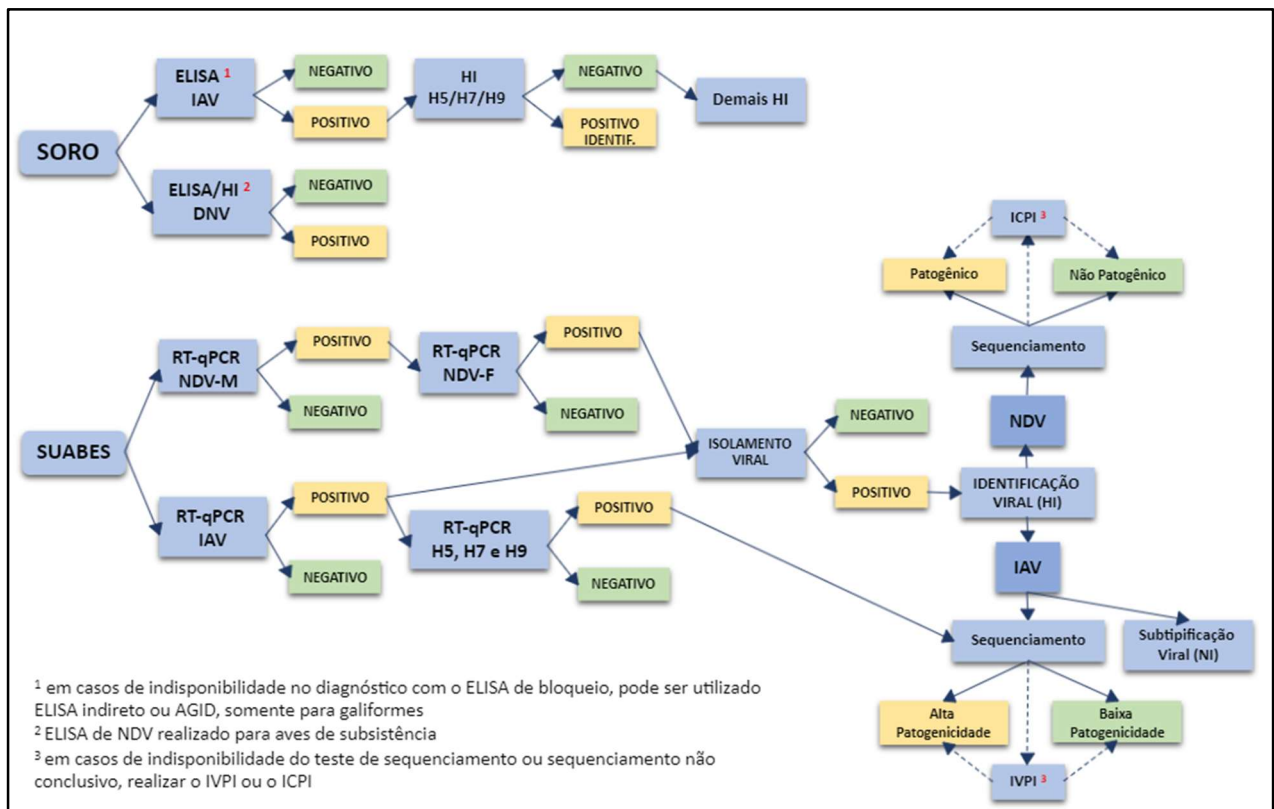 SORO
ELISA 1
IAV
NEGATIVO
POSITIVO
HI
H5/H7/H9
NEGATIVO
POSITIVO
IDENTIF.
Demais HI
ELISA/HI 2
DNV
NEGATIVO
POSITIVO
SUABES
RT-qPCR
NDV-M
POSITIVO
NEGATIVO
RT-qPCR
NDV-F
POSITIVO
NEGATIVO
RT-qPCR
IAV
POSITIVO
NEGATIVO
RT-qPCR
H5, H7 e H9
POSITIVO
NEGATIVO
ISOLAMENTO
VIRAL
NEGATIVO
POSITIVO
IDENTIFICAÇÃO
VIRAL (HI)
NDV
Sequenciamento
Patogênico
Não Patogênico
ICPI 3
IAV
Sequenciamento
Subtipificação
Viral (NI)
Alta
Patogenicidade
Baixa
Patogenicidade
IVPI 3
1 em casos de indisponibilidade no diagnóstico com o ELISA de bloqueio, pode ser utilizado
ELISA indireto ou AGID, somente para galiformes
2 ELISA de NDV realizado para aves de subsistência
3 em casos de indisponibilidade do teste de sequenciamento ou sequenciamento não
conclusivo, realizar o IVPI ou o ICPI